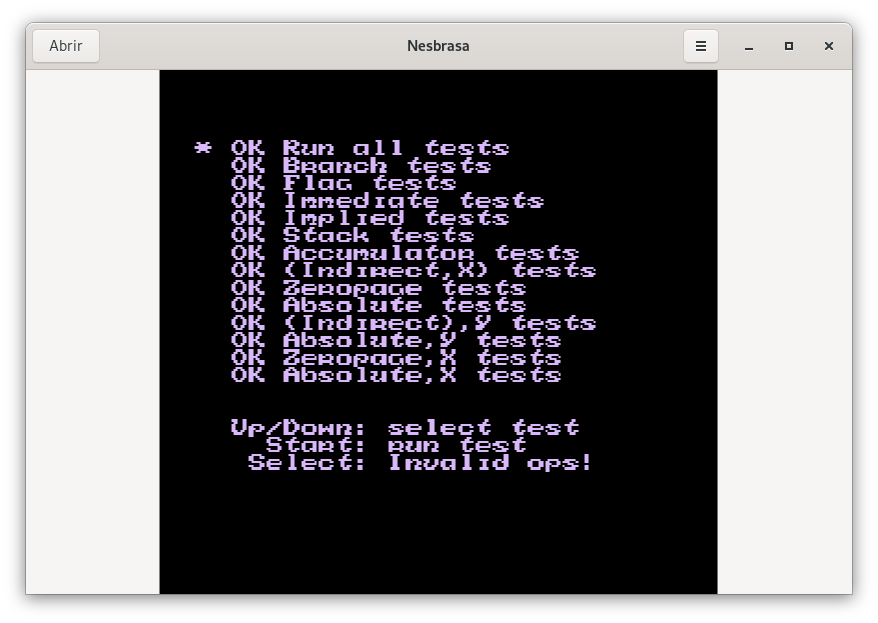 Abrir
Nesbrasa
* OK Run all tests
OK Branch tests
OK Flag tests
OK Immediate tests
OK Implied tests
OK Stack tests
OK Accumulator tests
OK (Indirect,X) tests
OK Zeropage tests
OK Absolute tests
OK (Indirect),Y tests
OK Absolute,Y tests
OK Zeropage,X tests
OK Absolute,X tests
Up/Down: select test
Start: run test
Select: Invalid ops!